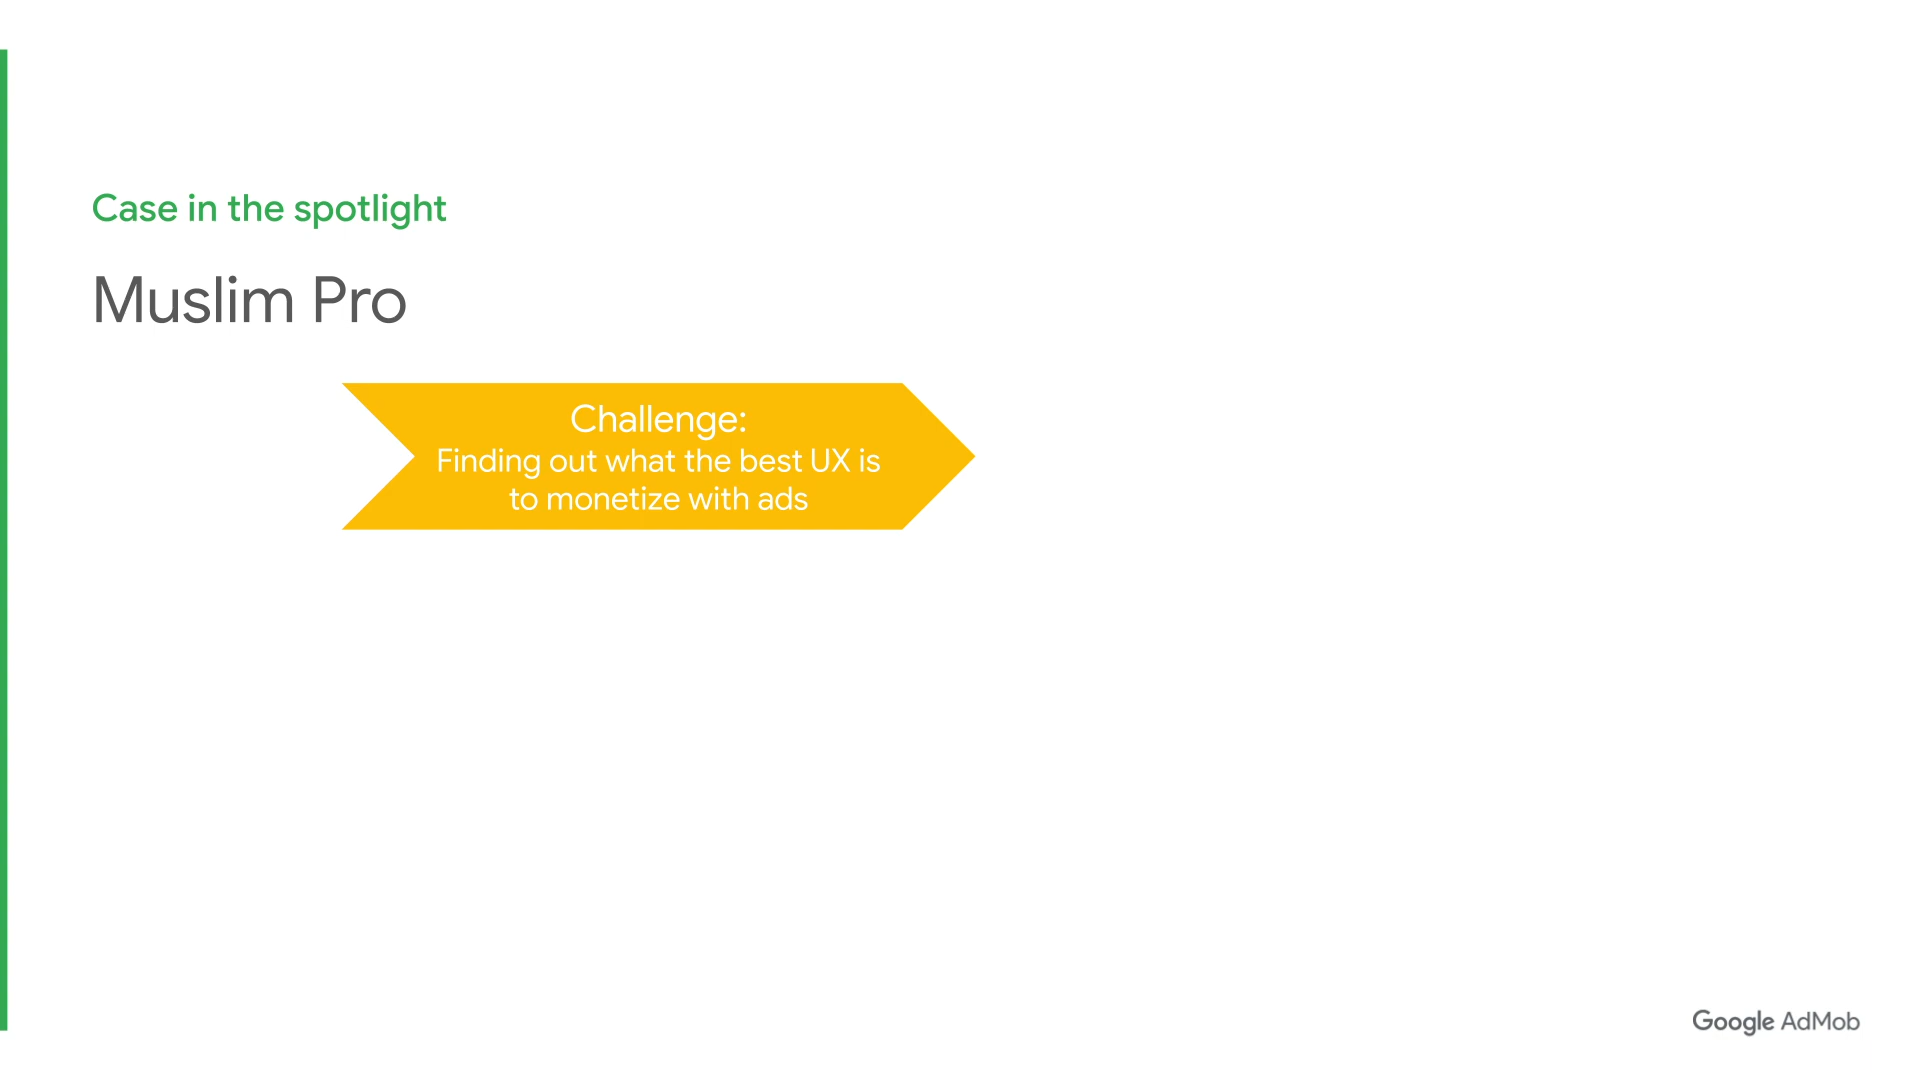 Case in the spotlight
Muslim Pro
Challenge:
Finding out what the best UX is
to monetize with ads
Google AdMob